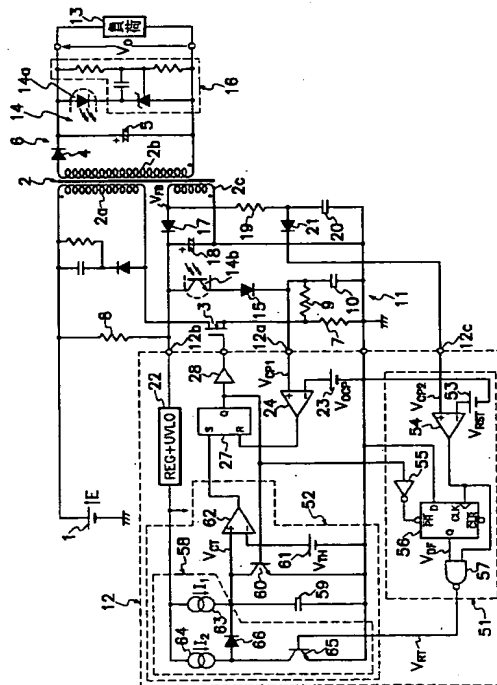 13
負荷
VO
14a
14
16
6
5
4
2
2b
2a
2c
VFB
17
19
21
18
20
14b
15
3
8
9
10
7
11
12b
12a
12c
28
VCP1
VCP2
22
REG+UVLO
24
23
VOCP
27
S
R
Q
54
53
VRST
55
1
E
62
52
VCT
61
VTH
58
60
59
12
I1
63
64
I2
66
65
PR
D
CLK
CLR
Q
56
VDF
57
51
VRT